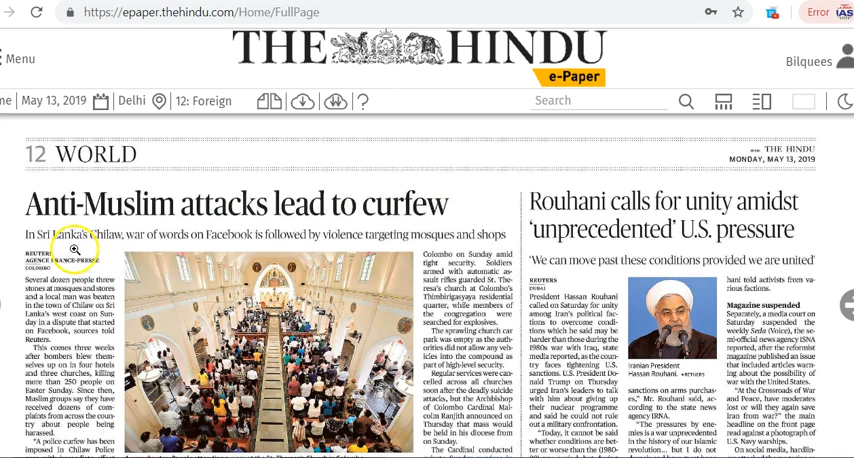 https://epaper.thehindu.com/Home/FullPage
Error
IAS
THE HINDU
e-Paper
Menu
Bilquees
me | May 13, 2019 | Delhi | 12: Foreign
Search
12 WORLD
THE HINDU
MONDAY, MAY 13, 2019
Anti-Muslim attacks lead to curfew
In Sri Lanka's Chilaw, war of words on Facebook is followed by violence targeting mosques and shops
REUTERS
AGENCE FRANCE-PRESSE
COLOMBO
Several dozen people threw
stones at mosques and stores
and a local man was beaten
in the town of Chilaw on Sri
Lanka's west coast on Sun-
day in a dispute that started
on Facebook, sources told
Reuters.
This comes three weeks
after bombers blew them-
selves up in four hotels
and three churches, killing
more than 250 people on
Easter Sunday. Since then,
Muslim groups say they have
received dozens of com-
plaints from across the coun-
try about people being
harassed.
"A police curfew has been
imposed in Chilaw Police
Colombo on Sunday amid
tight security. Soldiers
armed with automatic as-
sault rifles guarded St. The-
resa's church at Colombo's
Thimbirigasyaya residential
quarter, while members of
the congregation were
searched for explosives.
The sprawling church car
park was empty as the auth-
orities did not allow any veh-
icles into the compound as
part of high-level security.
Regular services were can-
celled across all churches
soon after the deadly suicide
attacks, but the Archbishop
of Colombo Cardinal Mal-
colm Ranjith announced on
Thursday that mass would
be held in his diocese from
on Sunday.
The Cardinal conducted
Rouhani calls for unity amidst
'unprecedented' U.S. pressure
'We can move past these conditions provided we are united'
REUTERS
DUBAI
President Hassan Rouhani
called on Saturday for unity
among Iran's political fac-
tions to overcome condi-
tions which he said may be
harder than those during the
1980s war with Iraq, state
media reported, as the coun-
try faces tightening U.S.
sanctions. U.S. President Do-
nald Trump on Thursday
urged Iran's leaders to talk
with him about giving up
their nuclear programme
and said he could not rule
out a military confrontation.
"Today, it cannot be said
whether conditions are bet-
ter or worse than the (1980-
Iranian President
Hassan Rouhani. •REUTERS
sanctions on arms purchas-
es," Mr. Rouhani said, ac-
cording to the state news
agency IRNA.
"The pressures by ene-
mies is a war unprecedented
in the history of our Islamic
revolution... but I do not
hani told activists from va-
rious factions.
Magazine suspended
Separately, a media court on
Saturday suspended the
weekly Seda (Voice), the se-
mi-official news agency ISNA
reported, after the reformist
magazine published an issue
that included articles warn-
ing about the possibility of
war with the United States.
"At the Crossroads of War
and Peace, have moderates
lost or will they again save
Iran from war?" the main
headline on the front page
read against a photograph of
U.S. Navy warships.
On social media, hardlin-